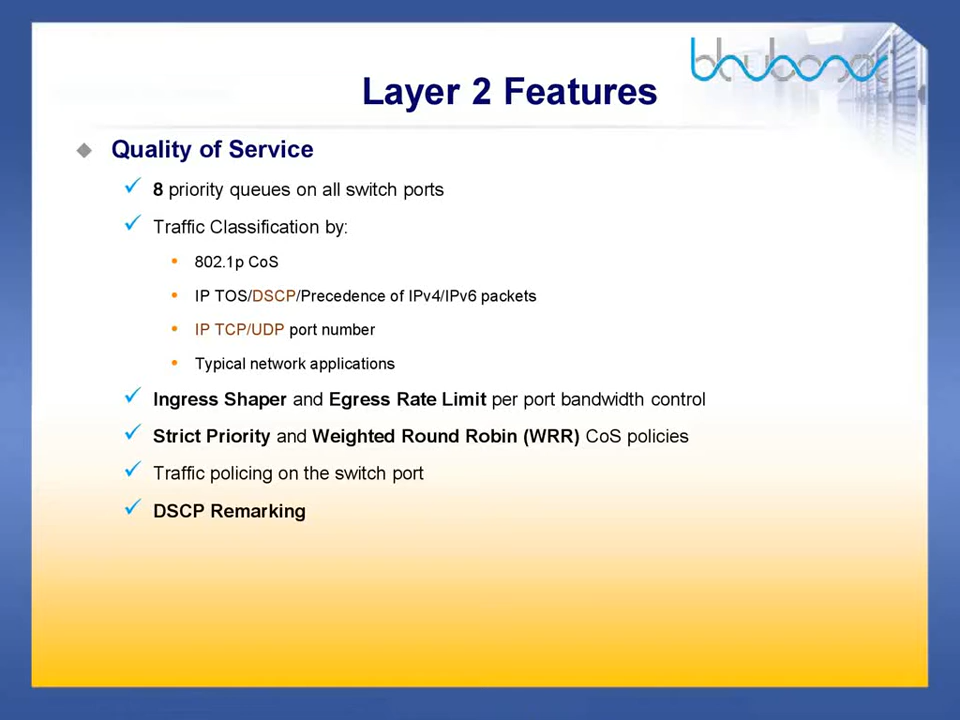 Layer 2 Features
Quality of Service
8 priority queues on all switch ports
Traffic Classification by:
802.1p CoS
IP TOS/DSCP/Precedence of IPv4/IPv6 packets
IP TCP/UDP port number
Typical network applications
Ingress Shaper and Egress Rate Limit per port bandwidth control
Strict Priority and Weighted Round Robin (WRR) CoS policies
Traffic policing on the switch port
DSCP Remarking